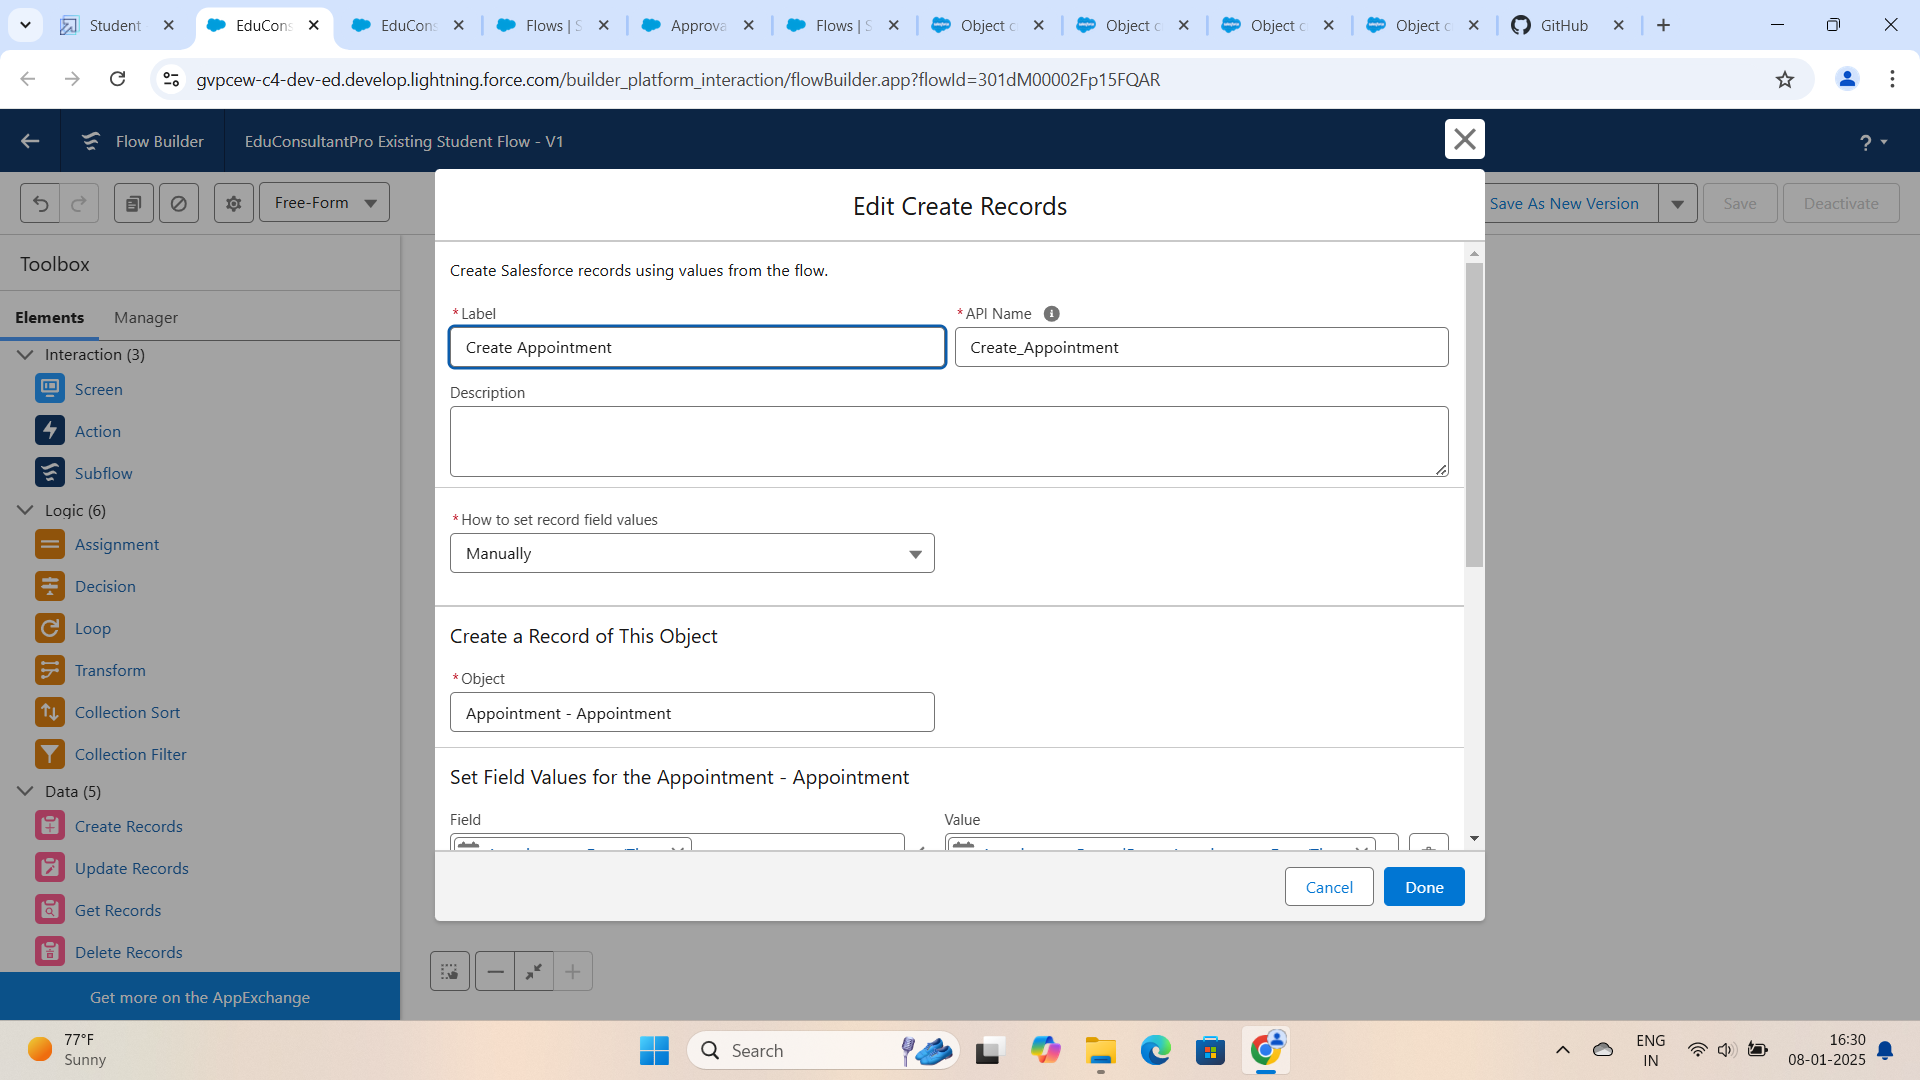 Student
EduCons
EduCons
Flows | S
Approva
Flows | S
Object c
Object c
Object c
Object c
GitHub
gvpcew-c4-dev-ed.develop.lightning.force.com/builder_platform_interaction/flowBuilder.app?flowId=301dM00002Fp15FQAR
Flow Builder
EduConsultantPro Existing Student Flow - V1
?
Free-Form
Save As New Version
Save
Deactivate
Toolbox
Elements
Manager
Interaction (3)
Screen
Action
Subflow
Logic (6)
Assignment
Decision
Loop
Transform
Collection Sort
Collection Filter
Data (5)
Create Records
Update Records
Get Records
Delete Records
Get more on the AppExchange
Edit Create Records
Create Salesforce records using values from the flow.
*Label
Create Appointment
*API Name
Create_Appointment
Description
*How to set record field values
Manually
Create a Record of This Object
*Object
Appointment - Appointment
Set Field Values for the Appointment - Appointment
Field
Value
Cancel
Done
77°F
Sunny
Search
ENG
IN
16:30
08-01-2025